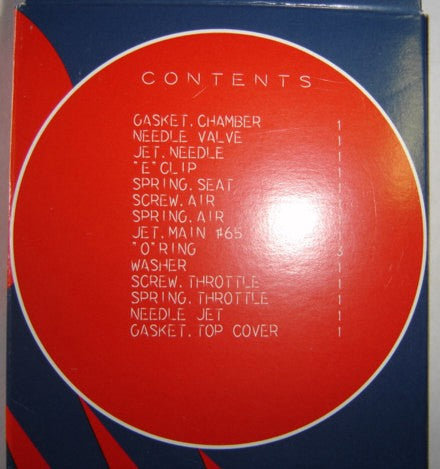 CONTENTS
GASKET.CHAMBER 1
NEEDLE VALVE 1
JET.NEEDLE 1
"E"CLIP 1
SPRING.SEAT 1
SCREW.AIR 1
SPRING.AIR 1
JET.MAIN #65
"O"RING 3
WASHER 1
SCREW.THROTTLE 1
SPRING.THROTTLE 1
NEEDLE JET 1
GASKET.TOP COVER 1